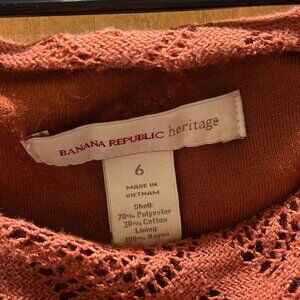 BANANA REPUBLIC heritage
6
MADE IN
VIETNAM
Shell:
70% Polyester
30% Cotton
Lining:
100% Rayon